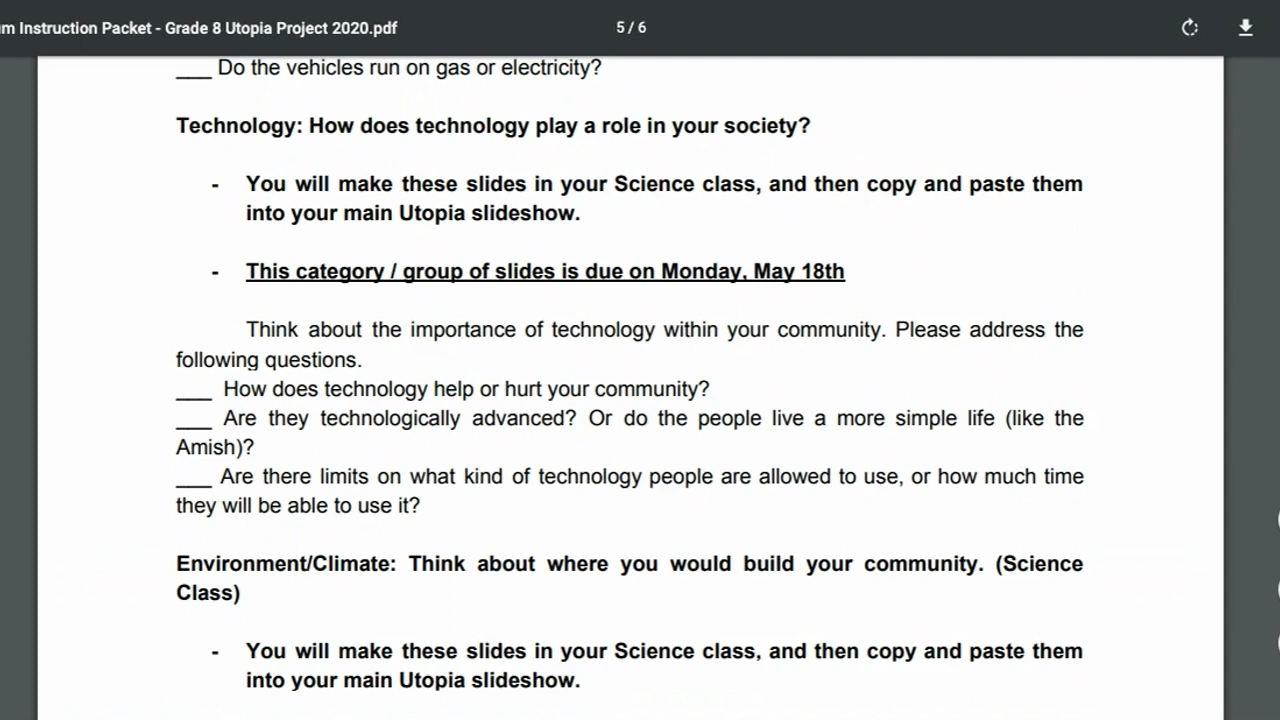 m Instruction Packet - Grade 8 Utopia Project 2020.pdf
5 / 6
___ Do the vehicles run on gas or electricity?
Technology: How does technology play a role in your society?
- You will make these slides in your Science class, and then copy and paste them
into your main Utopia slideshow.
- This category / group of slides is due on Monday, May 18th
Think about the importance of technology within your community. Please address the
following questions.
___ How does technology help or hurt your community?
___ Are they technologically advanced? Or do the people live a more simple life (like the
Amish)?
___ Are there limits on what kind of technology people are allowed to use, or how much time
they will be able to use it?
Environment/Climate: Think about where you would build your community. (Science
Class)
- You will make these slides in your Science class, and then copy and paste them
into your main Utopia slideshow.